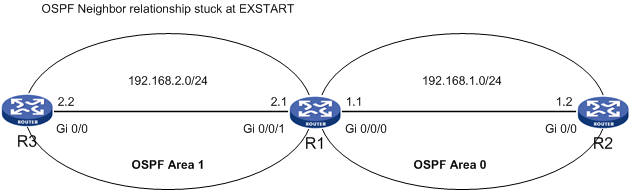 OSPF Neighbor relationship stuck at EXSTART
192.168.2.0/24
192.168.1.0/24
2.2
2.1
1.1
1.2
ROUTER
ROUTER
ROUTER
Gi 0/0
Gi 0/0/1
Gi 0/0/0
Gi 0/0
R3
R1
R2
OSPF Area 1
OSPF Area 0